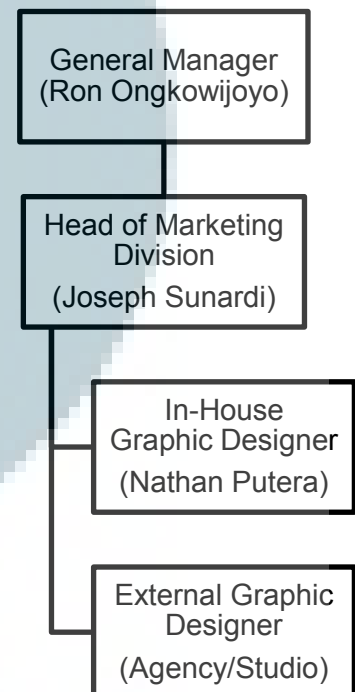 General Manager
(Ron Ongkowijoyo)
Head of Marketing
Division
(Joseph Sunardi)
In-House
Graphic Designer
(Nathan Putera)
External Graphic
Designer
(Agency/Studio)